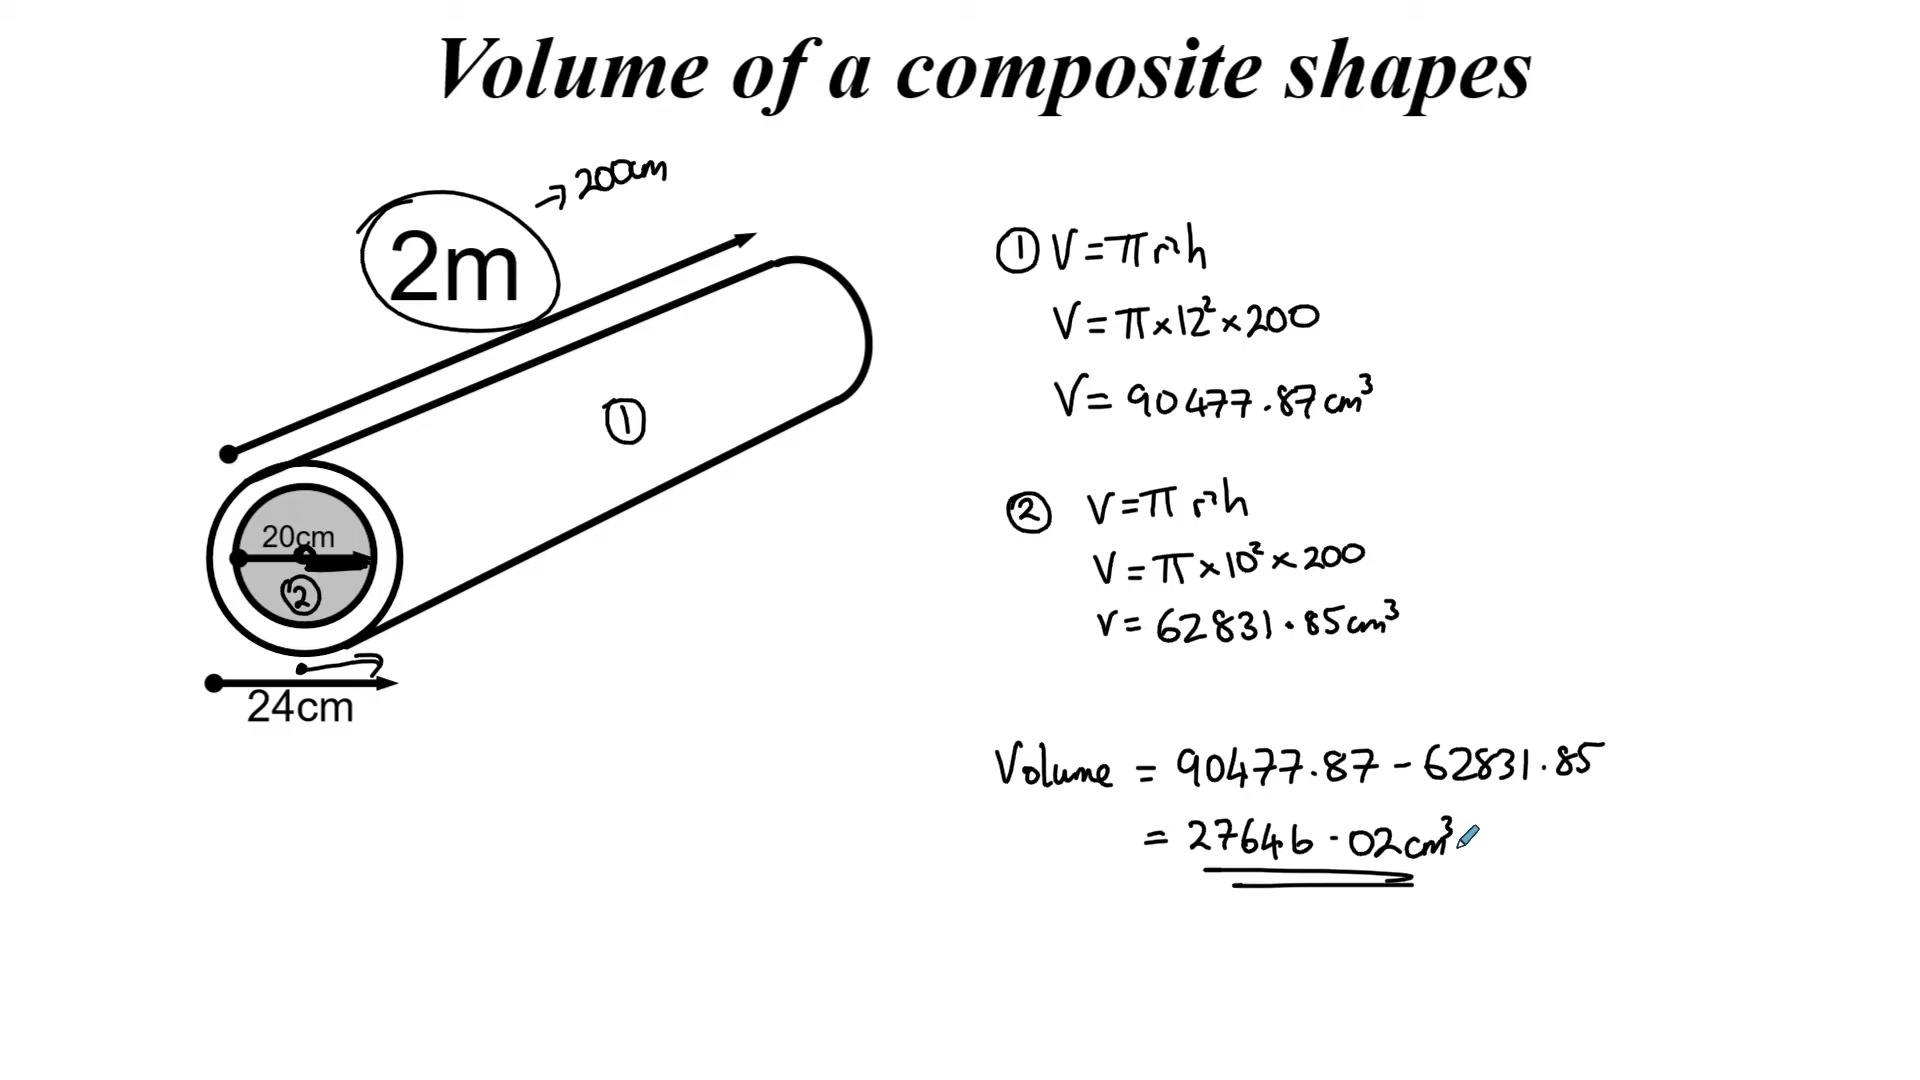 Volume of a composite shapes
→ 200cm
2m
①
20cm
②
24cm
① V = πr²h
V = π × 12² × 200
V = 90477.87cm³
② V = πr²h
V = π × 10² × 200
V = 62831.85cm³
Volume = 90477.87 - 62831.85
= 27646.02cm³